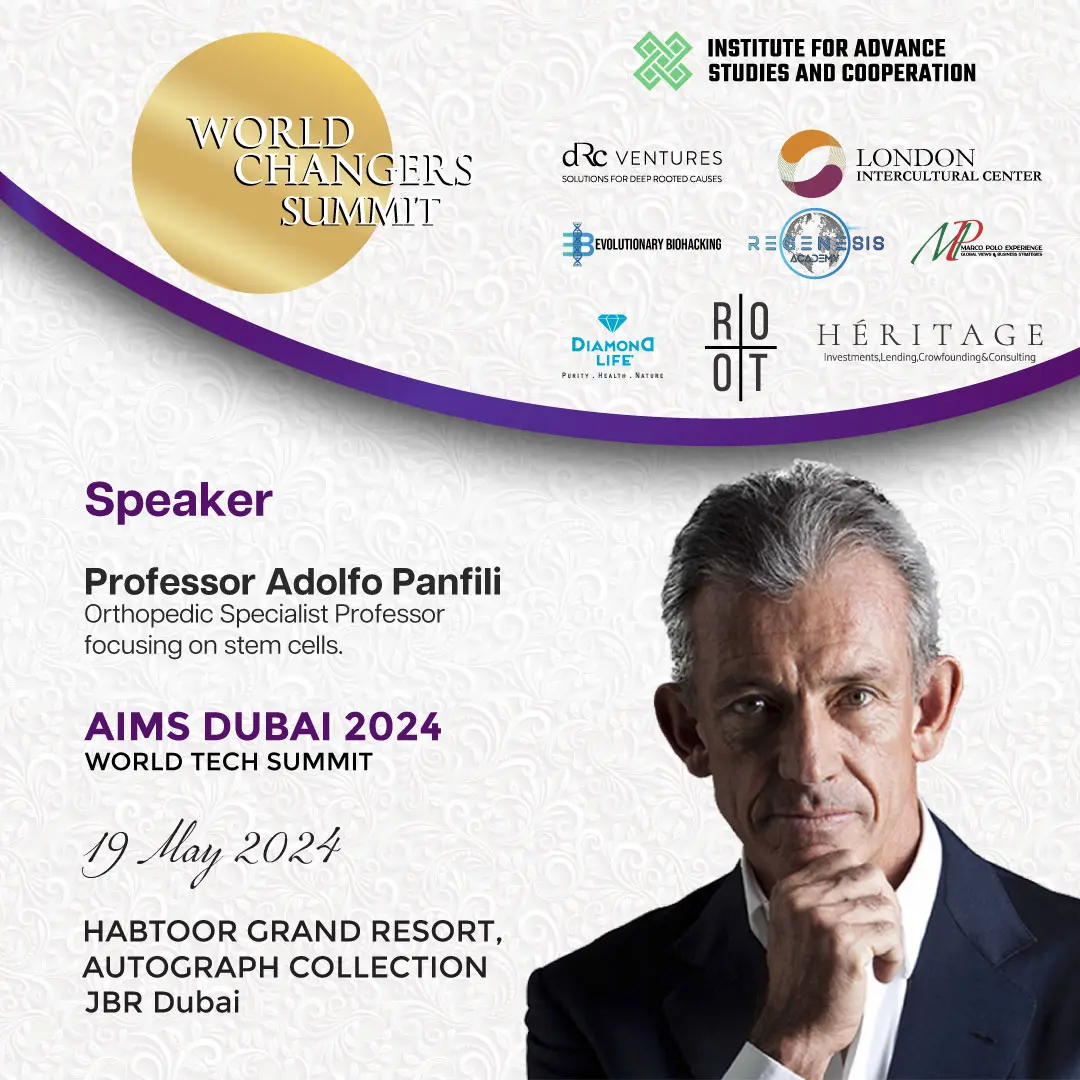 WORLD
CHANGERS
SUMMIT
INSTITUTE FOR ADVANCE
STUDIES AND COOPERATION
dRc VENTURES
SOLUTIONS FOR DEEP ROOTED CAUSES
LONDON
INTERCULTURAL CENTER
EB EVOLUTIONARY BIOHACKING
REGENESIS
ACADEMY
MP
MARCO POLO EXPERIENCE
GLOBAL VIEWS & BUSINESS STRATEGIES
DIAMOND
LIFE
PURITY . HEALTH . NATURE
RO
OT
HÉRITAGE
Investments,Lending,Crowfounding&Consulting
Speaker
Professor Adolfo Panfili
Orthopedic Specialist Professor
focusing on stem cells.
AIMS DUBAI 2024
WORLD TECH SUMMIT
19 May 2024
HABTOOR GRAND RESORT,
AUTOGRAPH COLLECTION
JBR Dubai